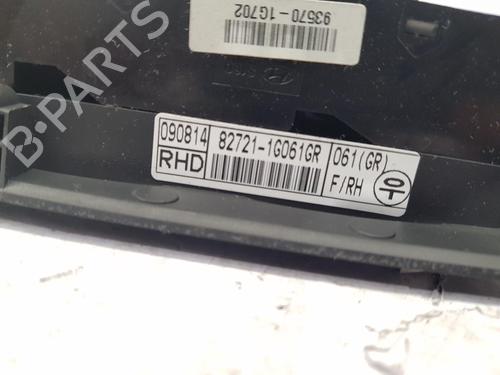 93570-1G702
090814
82721-1G061GR
061(GR)
RHD
F/RH
B-PARTS